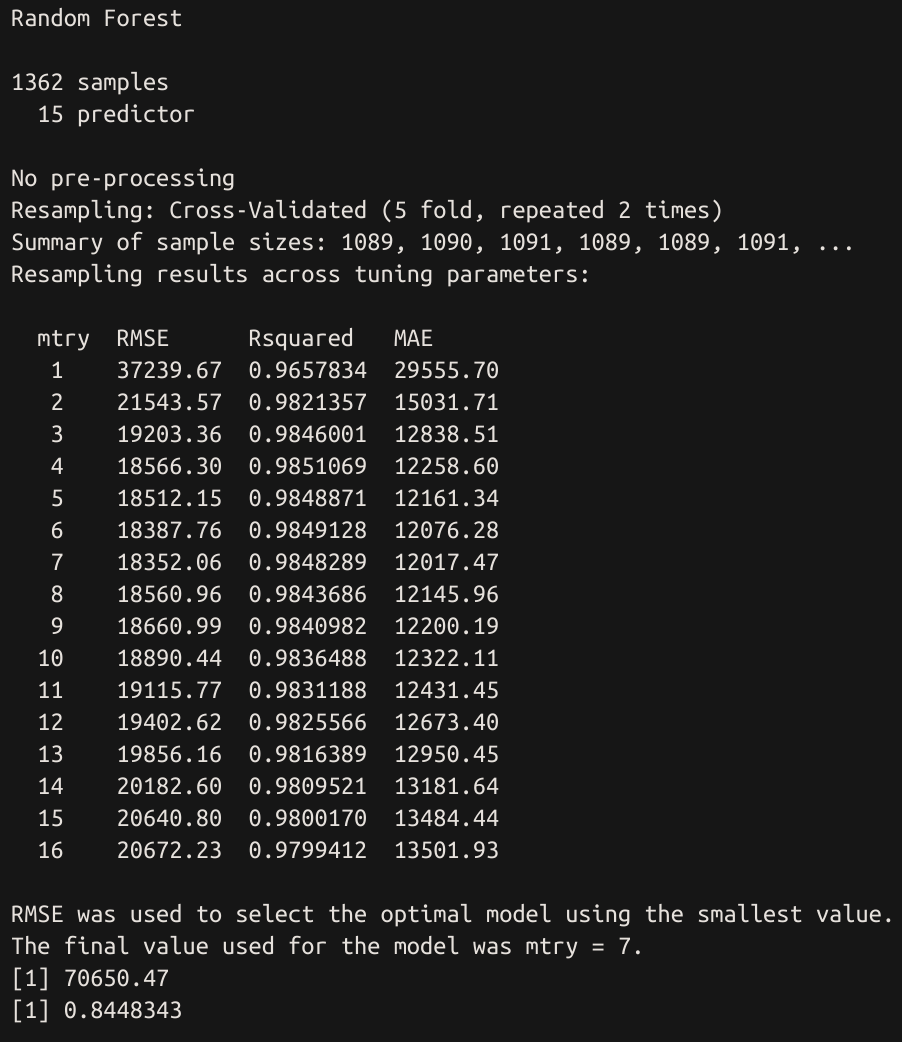 Random Forest
1362 samples
15 predictor
No pre-processing
Resampling: Cross-Validated (5 fold, repeated 2 times)
Summary of sample sizes: 1089, 1090, 1091, 1089, 1089, 1091, ...
Resampling results across tuning parameters:
mtry  RMSE      Rsquared   MAE
1    37239.67  0.9657834  29555.70
2    21543.57  0.9821357  15031.71
3    19203.36  0.9846001  12838.51
4    18566.30  0.9851069  12258.60
5    18512.15  0.9848871  12161.34
6    18387.76  0.9849128  12076.28
7    18352.06  0.9848289  12017.47
8    18560.96  0.9843686  12145.96
9    18660.99  0.9840982  12200.19
10    18890.44  0.9836488  12322.11
11    19115.77  0.9831188  12431.45
12    19402.62  0.9825566  12673.40
13    19856.16  0.9816389  12950.45
14    20182.60  0.9809521  13181.64
15    20640.80  0.9800170  13484.44
16    20672.23  0.9799412  13501.93
RMSE was used to select the optimal model using the smallest value.
The final value used for the model was mtry = 7.
[1] 70650.47
[1] 0.8448343